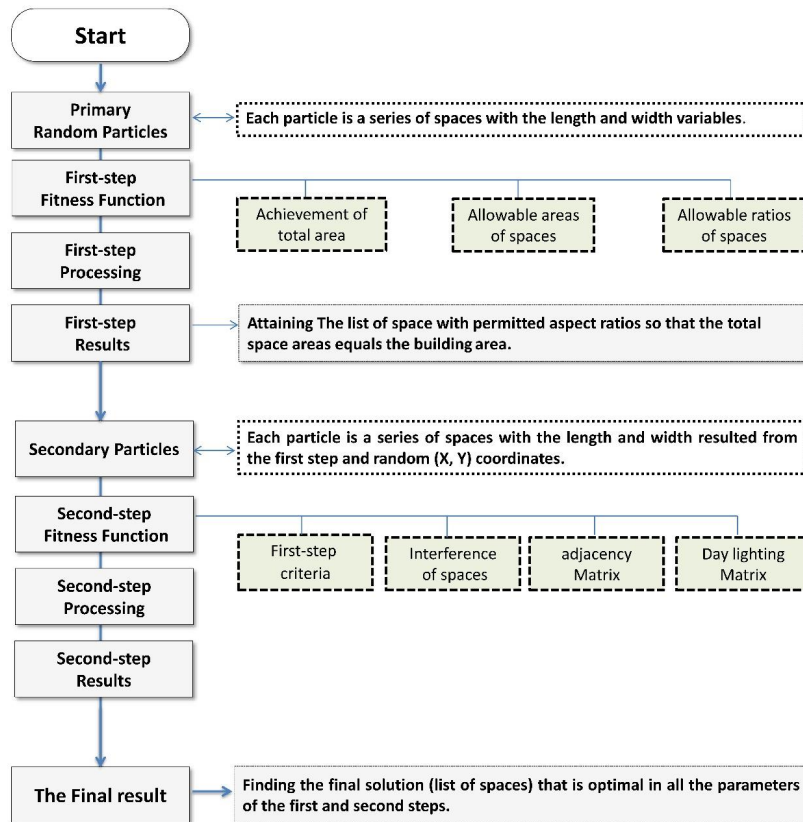 Start
Primary
Random Particles
Each particle is a series of spaces with the length and width variables.
First-step
Fitness Function
Achievement of
total area
Allowable areas
of spaces
Allowable ratios
of spaces
First-step
Processing
First-step
Results
Attaining The list of space with permitted aspect ratios so that the total
space areas equals the building area.
Secondary Particles
Each particle is a series of spaces with the length and width resulted from
the first step and random (X, Y) coordinates.
Second-step
Fitness Function
First-step
criteria
Interference
of spaces
adjacency
Matrix
Day lighting
Matrix
Second-step
Processing
Second-step
Results
The Final result
Finding the final solution (list of spaces) that is optimal in all the parameters
of the first and second steps.